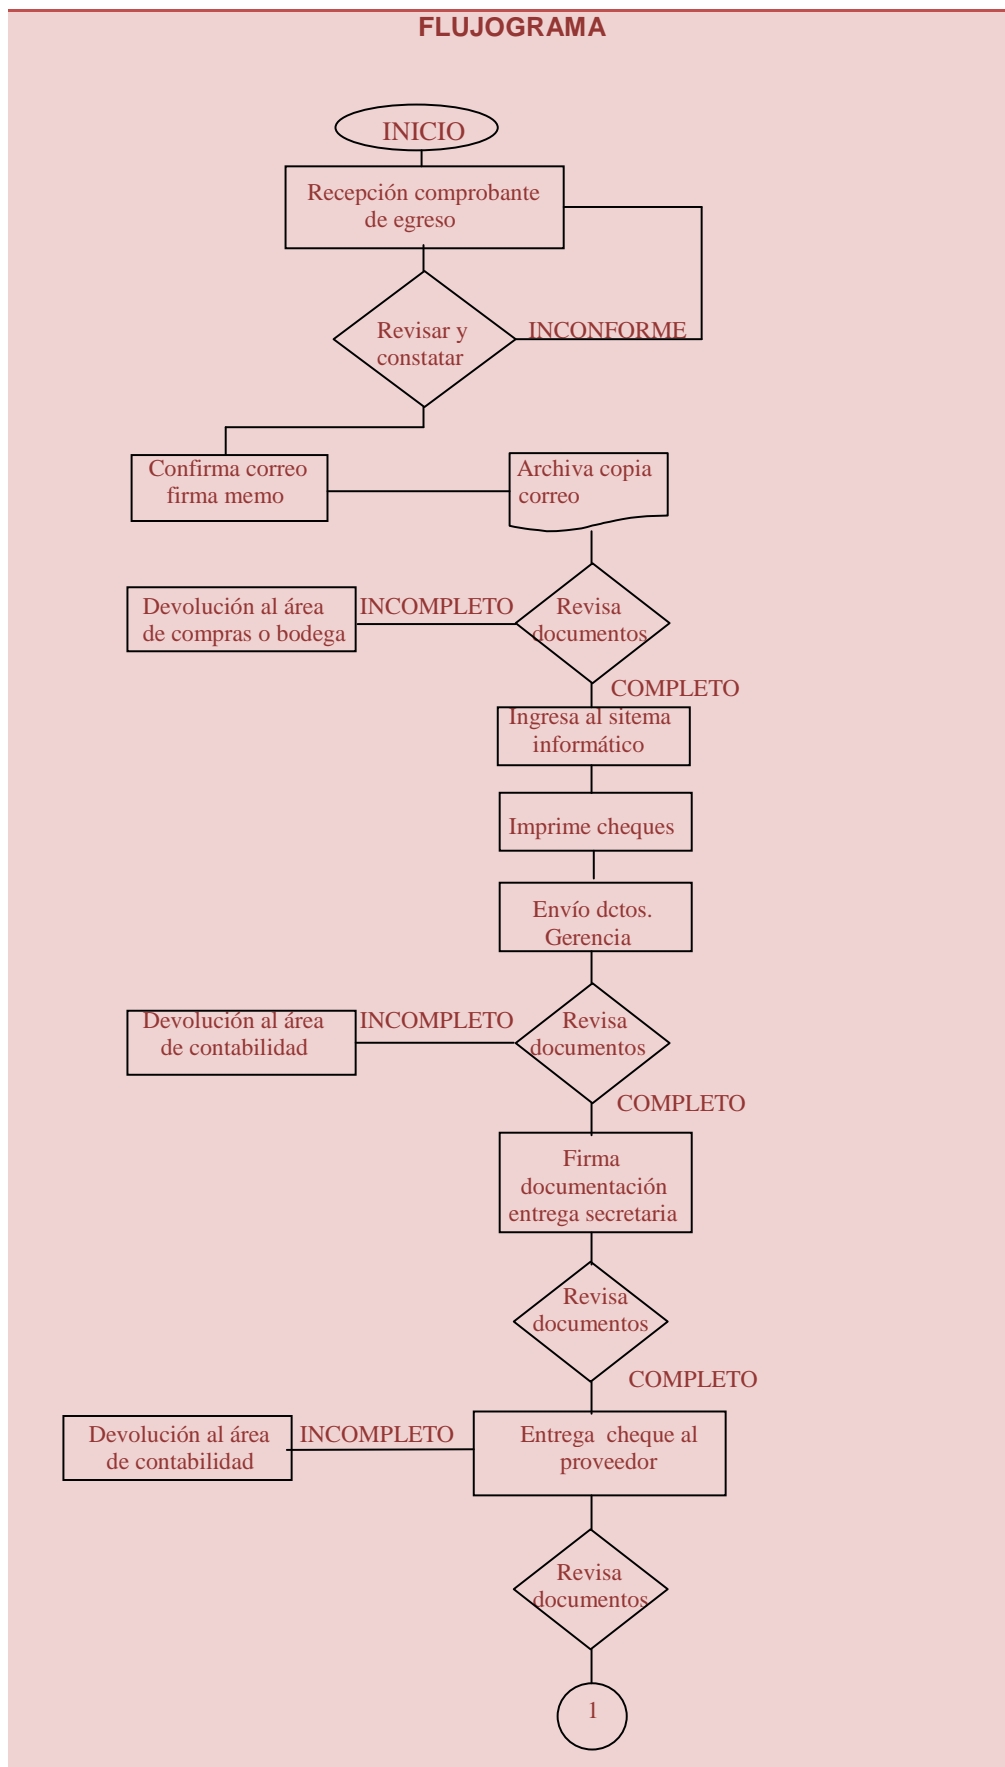 FLUJOGRAMA
INICIO
Recepción comprobante
de egreso
Revisar y
constatar
INCONFORME
Confirma correo
firma memo
Archiva copia
correo
Devolución al área
de compras o bodega
INCOMPLETO
Revisa
documentos
COMPLETO
Ingresa al sitema
informático
Imprime cheques
Envío dctos.
Gerencia
Devolución al área
de contabilidad
INCOMPLETO
Revisa
documentos
COMPLETO
Firma
documentación
entrega secretaria
Revisa
documentos
COMPLETO
Devolución al área
de contabilidad
INCOMPLETO
Entrega cheque al
proveedor
Revisa
documentos
1